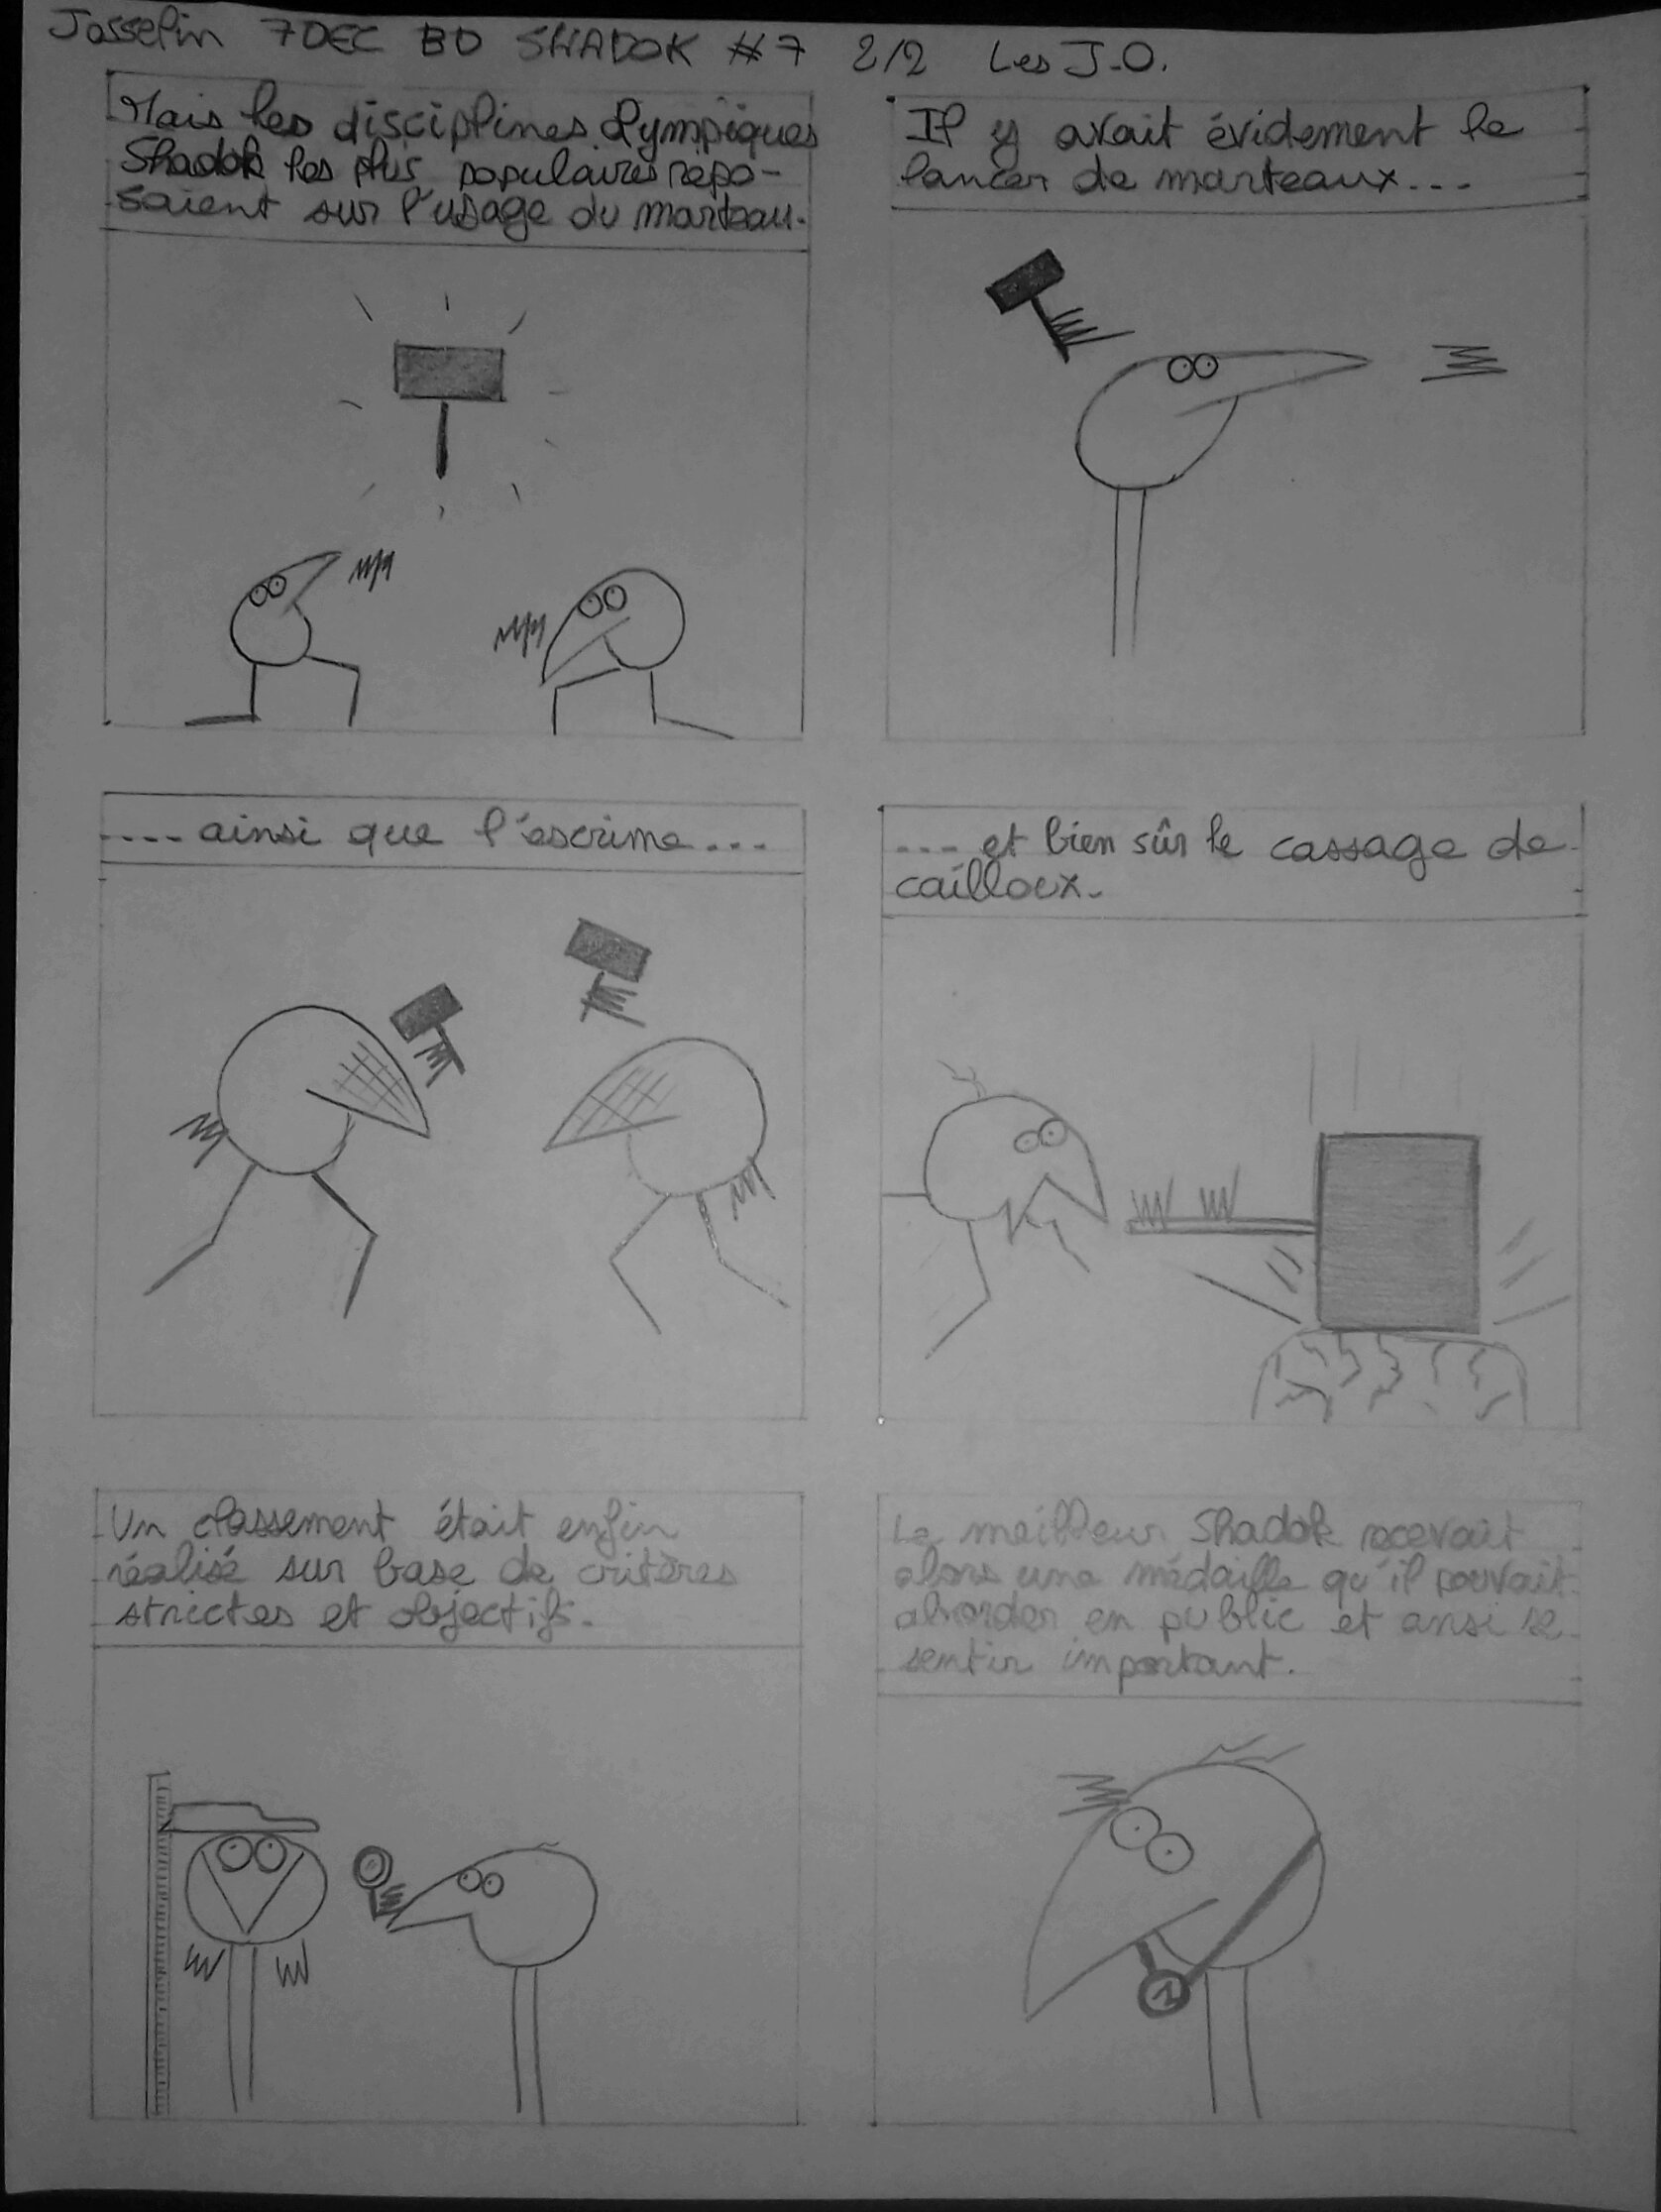 Josselin 7DEC BD SHADOK #7 2/2 Les J.O.
Mais les disciplines Olympiques
Shadok les plus populaires repo-
saient sur l'usage du marteau.
Il y avait évidement le
lancer de marteaux...
.... ainsi que l'escrime...
... et bien sûr le cassage de
cailloux.
Un classement était enfin
réalisé sur base de critères
strictes et objectifs.
Le meilleur Shadok recevait
alors une médaille qu'il pouvait
aborder en public et ansi se
sentir important.
1